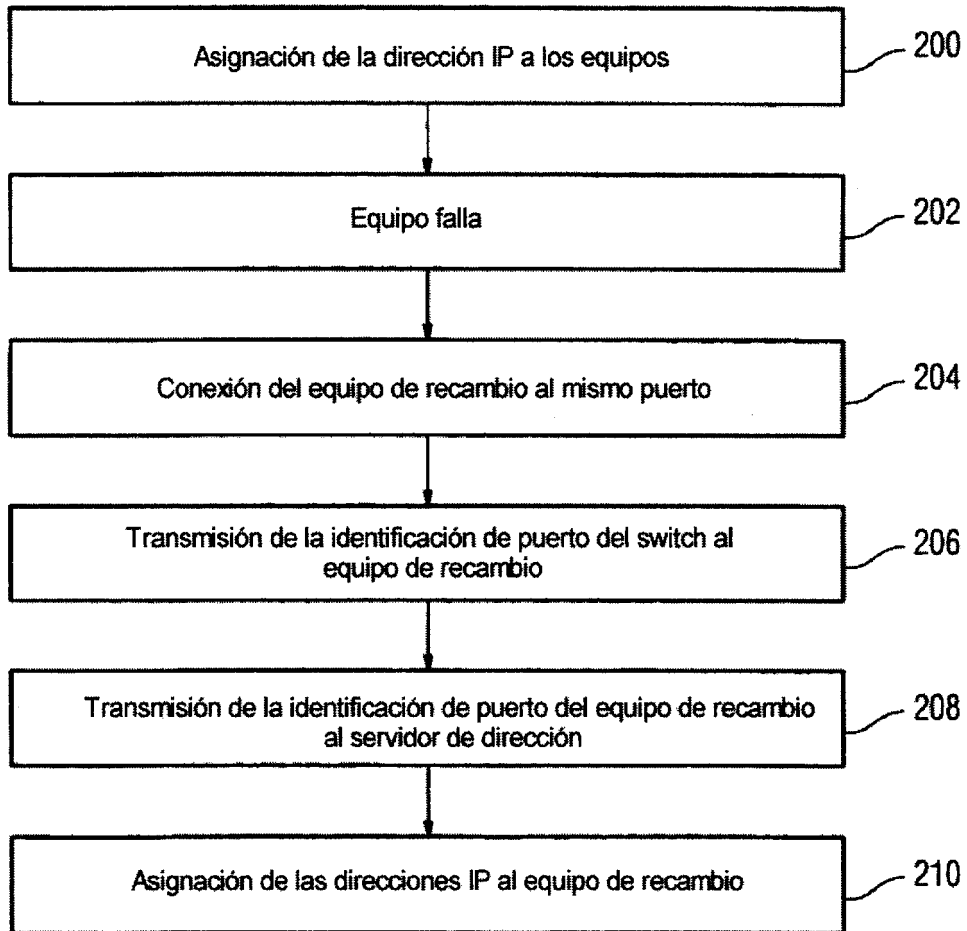 Asignación de la dirección IP a los equipos
200
Equipo falla
202
Conexión del equipo de recambio al mismo puerto
204
Transmisión de la identificación de puerto del switch al
equipo de recambio
206
Transmisión de la identificación de puerto del equipo de recambio
al servidor de dirección
208
Asignación de las direcciones IP al equipo de recambio
210